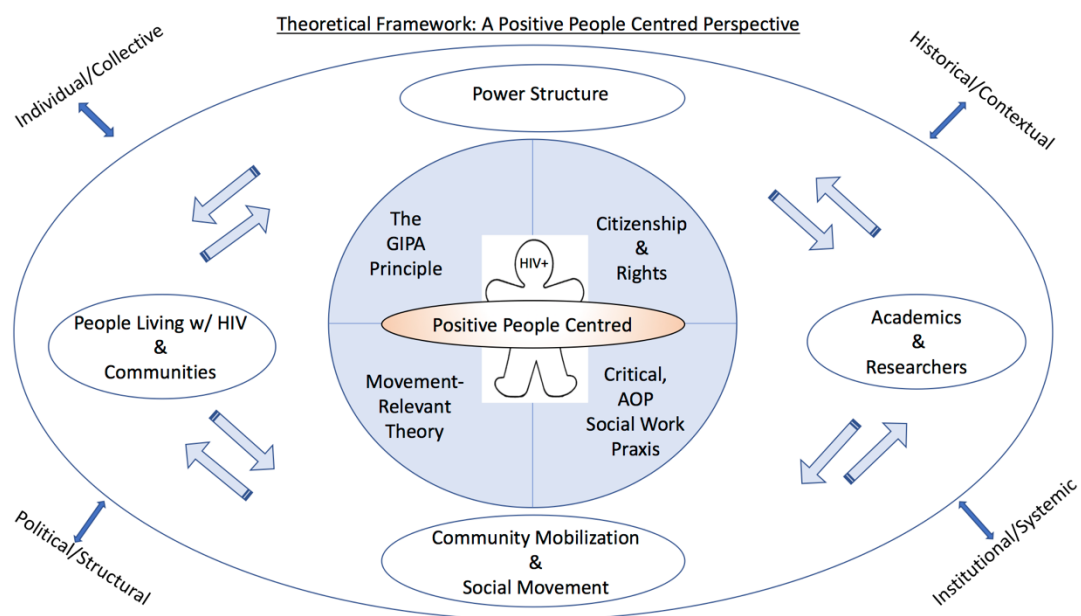 Theoretical Framework: A Positive People Centred Perspective
Individual/Collective
Historical/Contextual
Power Structure
The
GIPA
Principle
Citizenship
&
Rights
HIV+
People Living w/ HIV
&
Communities
Positive People Centred
Academics
&
Researchers
Movement-
Relevant
Theory
Critical,
AOP
Social Work
Praxis
Political/Structural
Community Mobilization
&
Social Movement
Institutional/Systemic